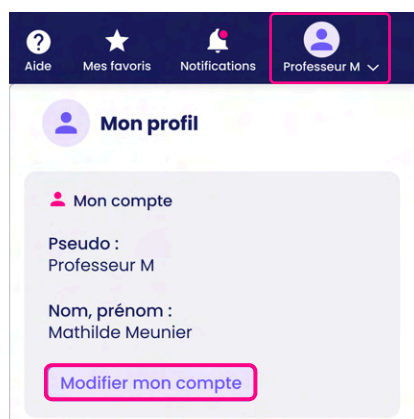 Aide Mes favoris Notifications Professeur M
Mon profil
Mon compte
Pseudo :
Professeur M
Nom, prénom :
Mathilde Meunier
Modifier mon compte